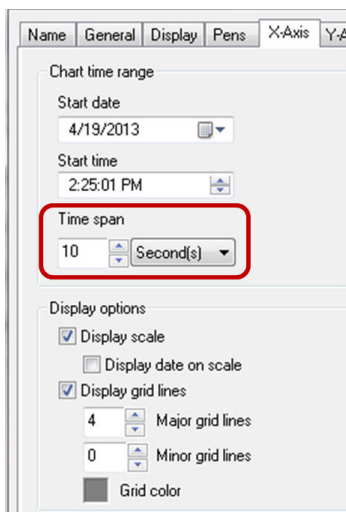 Name General Display Pens X-Axis Y-A
Chart time range
Start date
4/19/2013
Start time
2:25:01 PM
Time span
10 Second(s)
Display options
Display scale
Display date on scale
Display grid lines
4 Major grid lines
0 Minor grid lines
Grid color